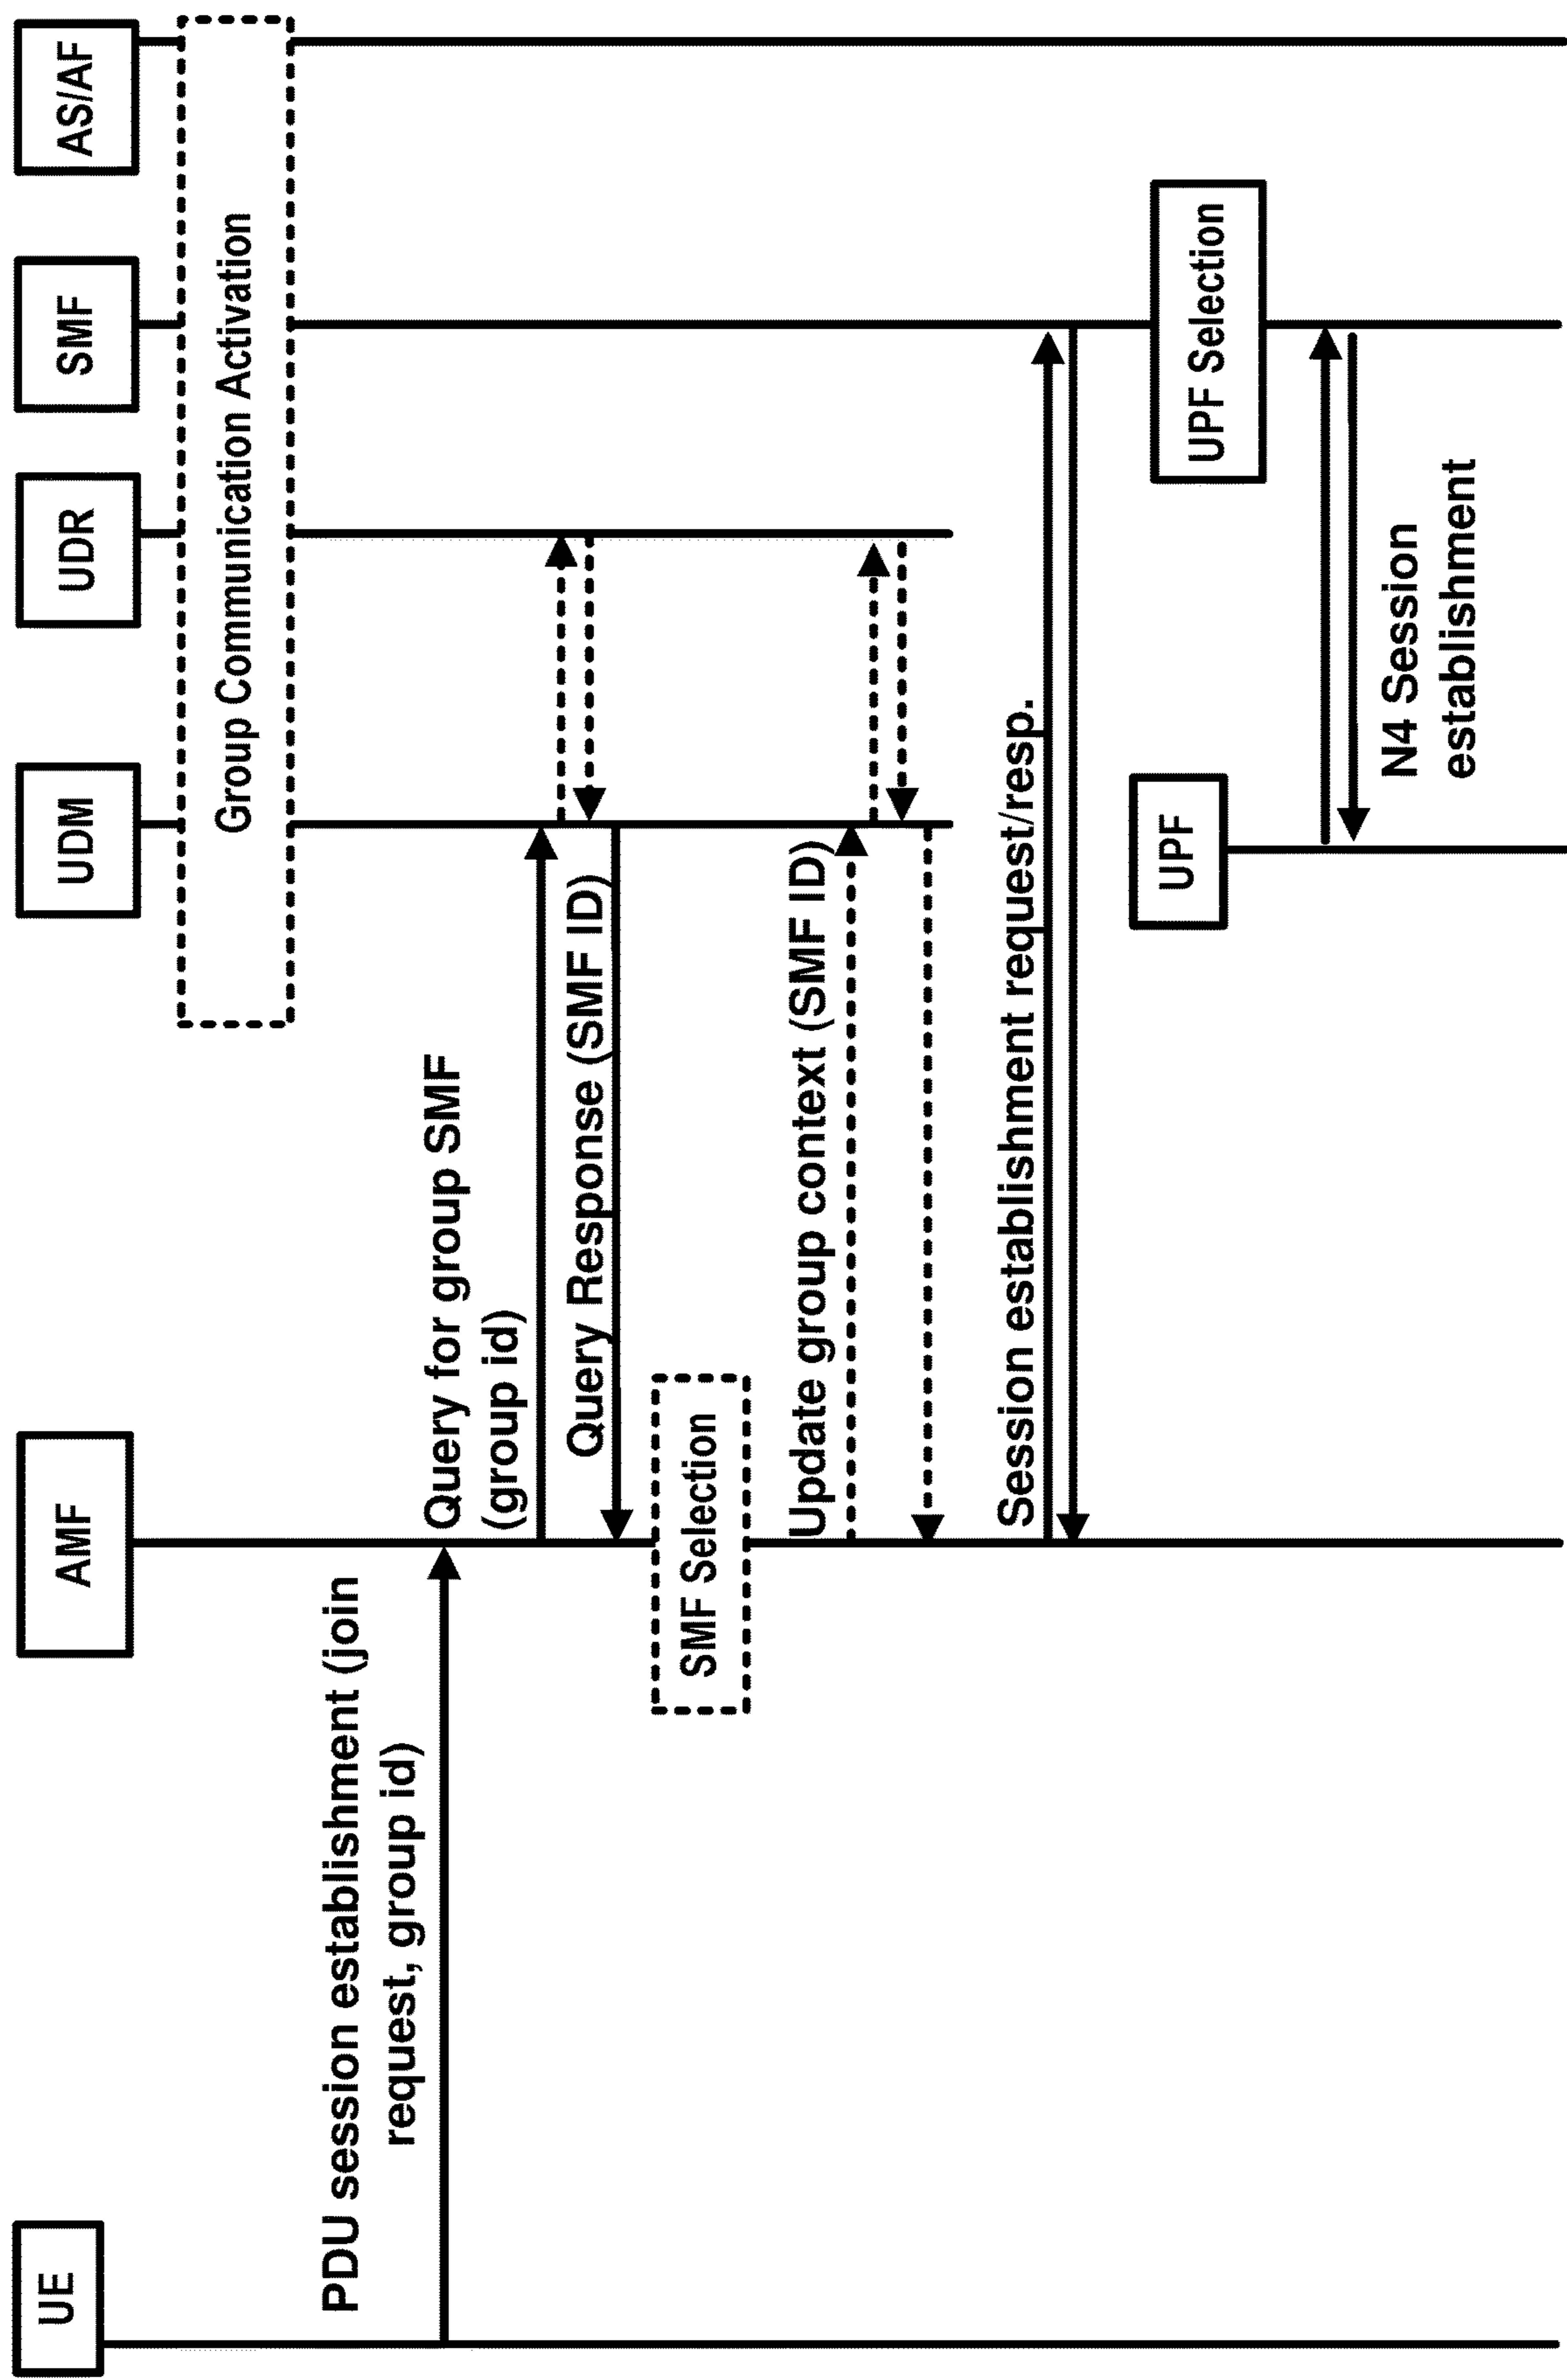 UE
AMF
UDM
UDR
SMF
AS/AF
Group Communication Activation
PDU session establishment (join
request, group id)
Query for group SMF
(group id)
Query Response (SMF ID)
SMF Selection
Update group context (SMF ID)
Session establishment request/resp.
UPF
UPF Selection
N4 Session
establishment